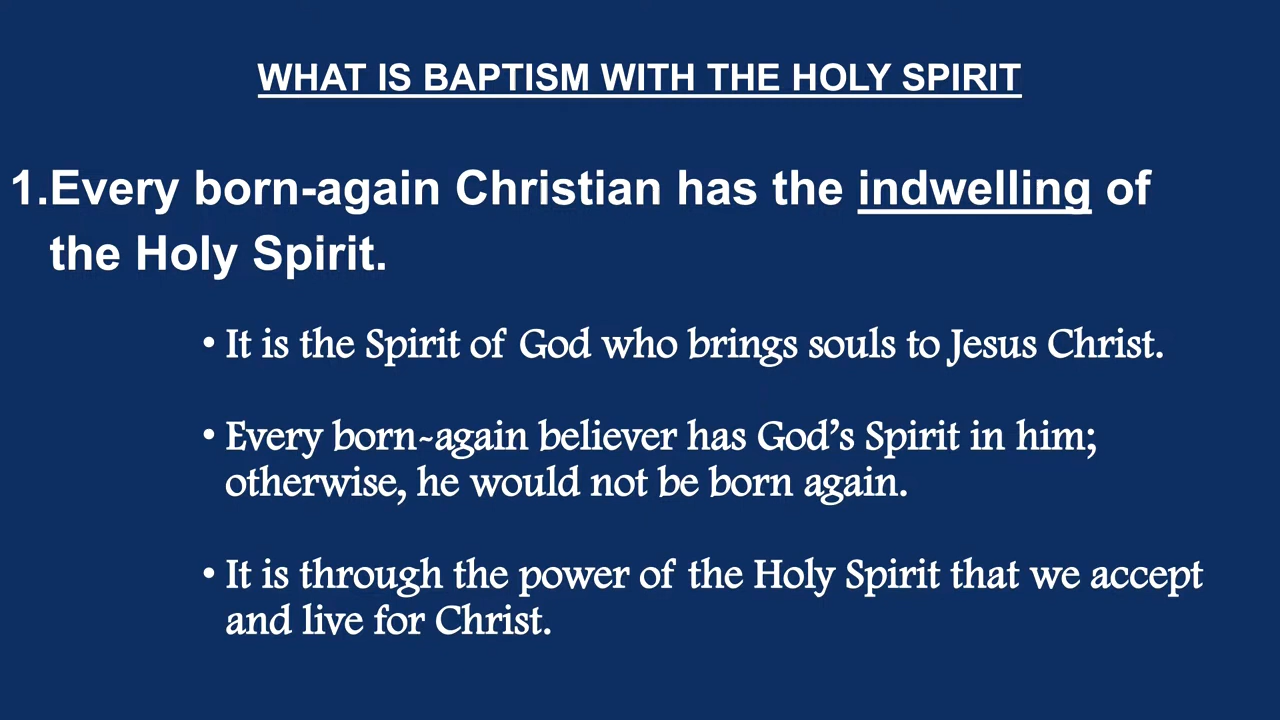 WHAT IS BAPTISM WITH THE HOLY SPIRIT
1.Every born-again Christian has the indwelling of
the Holy Spirit.
• It is the Spirit of God who brings souls to Jesus Christ.
• Every born-again believer has God's Spirit in him;
otherwise, he would not be born again.
• It is through the power of the Holy Spirit that we accept
and live for Christ.